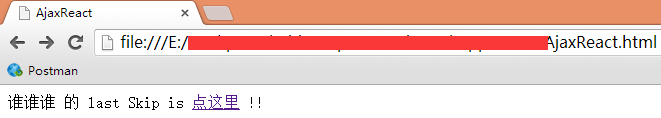 AjaxReact
file:///E:/ AjaxReact.html
Postman
谁谁谁 的 last Skip is 点这里 !!